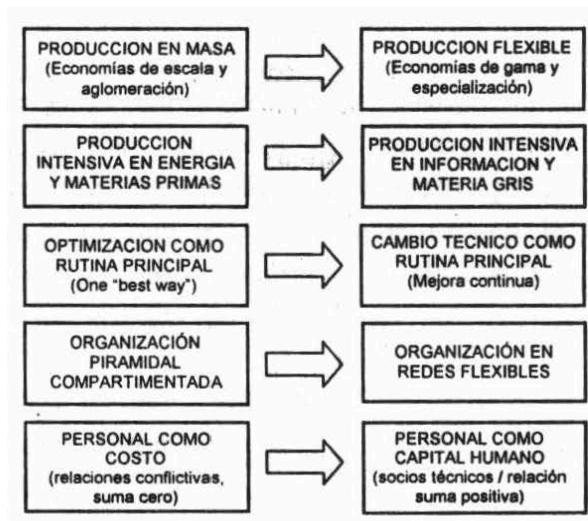 PRODUCCION EN MASA
(Economías de escala y
aglomeración)
PRODUCCION FLEXIBLE
(Economías de gama y
especialización)
PRODUCCION
INTENSIVA EN ENERGIA
Y MATERIAS PRIMAS
PRODUCCION INTENSIVA
EN INFORMACION Y
MATERIA GRIS
OPTIMIZACION COMO
RUTINA PRINCIPAL
(One "best way")
CAMBIO TECNICO COMO
RUTINA PRINCIPAL
(Mejora continua)
ORGANIZACIÓN
PIRAMIDAL
COMPARTIMENTADA
ORGANIZACIÓN EN
REDES FLEXIBLES
PERSONAL COMO
COSTO
(relaciones conflictivas,
suma cero)
PERSONAL COMO
CAPITAL HUMANO
(socios técnicos / relación
suma positiva)